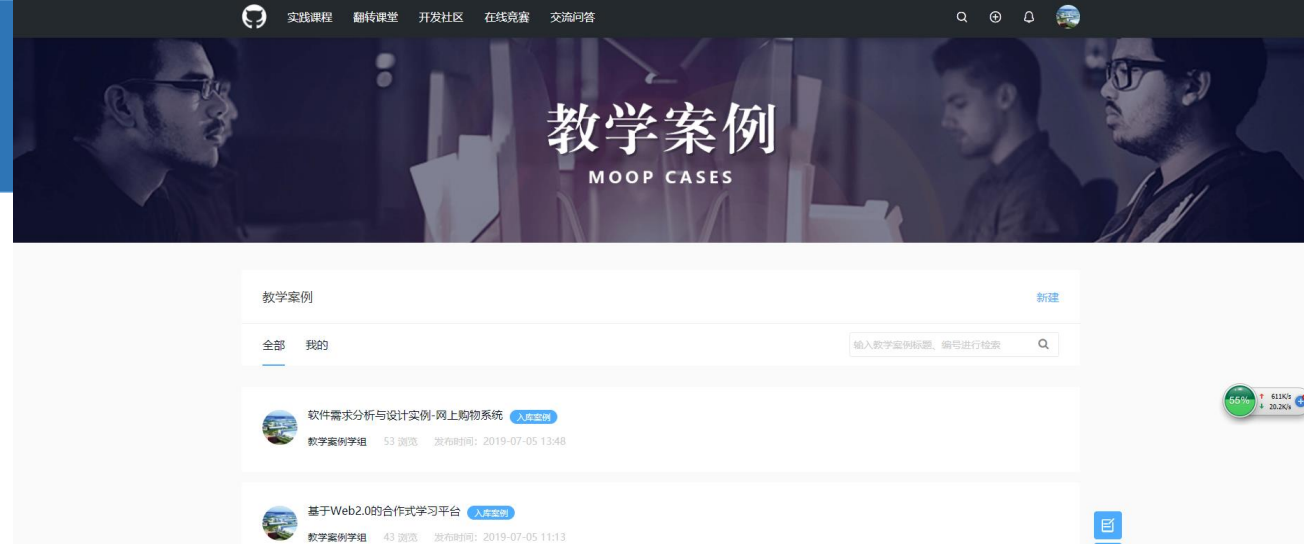 实践课程 翻转课堂 开发社区 在线竞赛 交流问答
教学案例
MOOP CASES
教学案例 新建
全部 我的 输入教学案例标题、编号进行检索
软件需求分析与设计实例-网上购物系统 入库案例
教学案例学组 53 浏览 发布时间：2019-07-05 13:48
55% ↑ 611K/s
↓ 20.2K/s
基于Web2.0的合作式学习平台 入库案例
教学案例学组 43 浏览 发布时间：2019-07-05 11:13